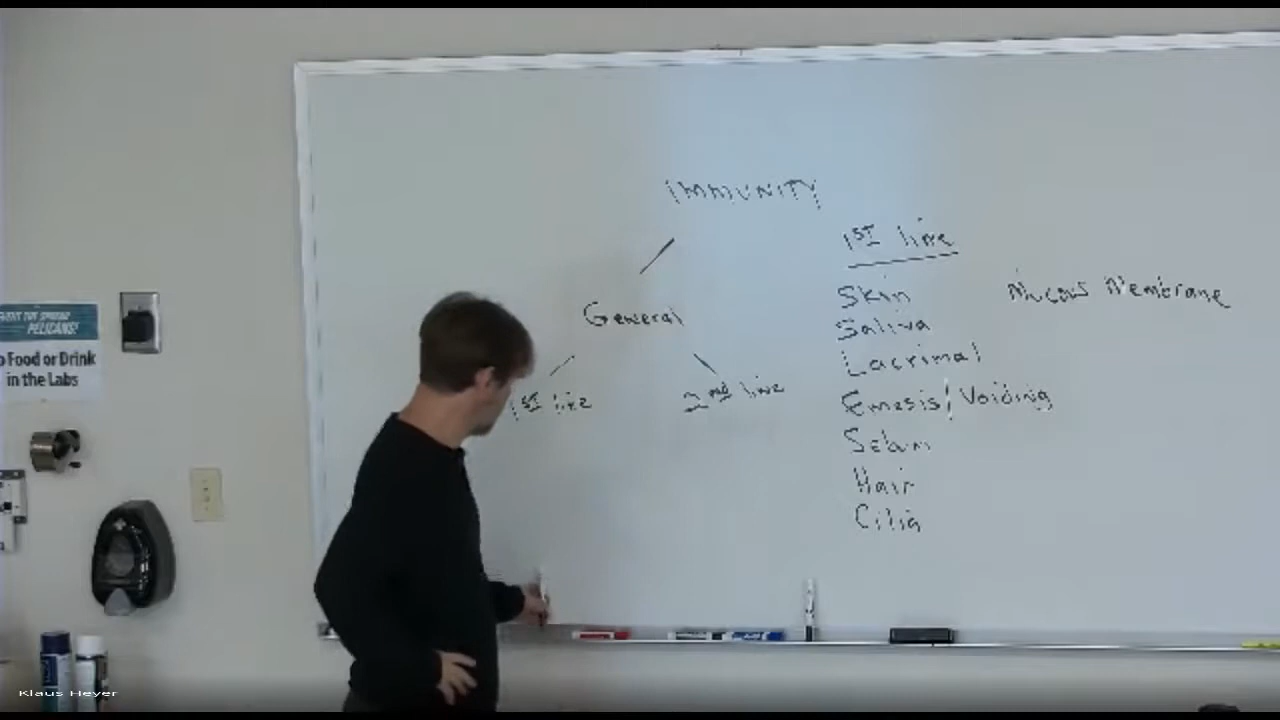 IMMUNITY
General
1ST line
2nd line
1ST line
Skin
Mucous Membrane
Saliva
Lacrimal
Emesis/Voiding
Sebum
Hair
Cilia
PELICANS!
Food or Drink
in the Labs
Klaus Heyer